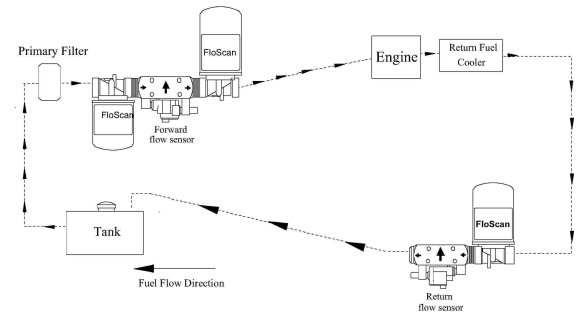 FloScan
Primary Filter
Engine
Return Fuel
Cooler
FloScan
Forward
flow sensor
FloScan
Tank
Fuel Flow Direction
Return
flow sensor